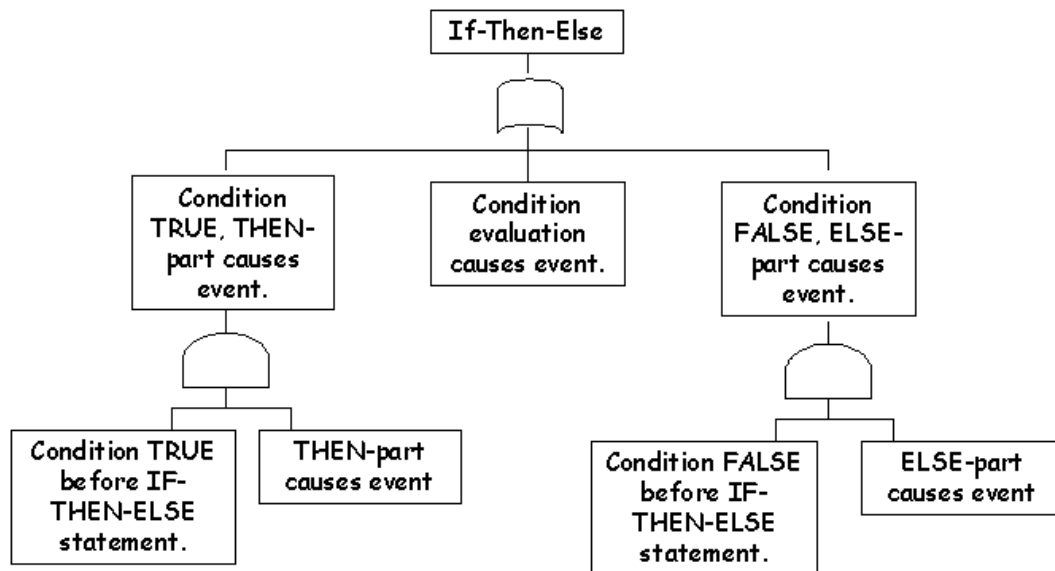 If-Then-Else
Condition
TRUE, THEN-
part causes
event.
Condition
evaluation
causes event.
Condition
FALSE, ELSE-
part causes
event.
Condition TRUE
before IF-
THEN-ELSE
statement.
THEN-part
causes event
Condition FALSE
before IF-
THEN-ELSE
statement.
ELSE-part
causes event